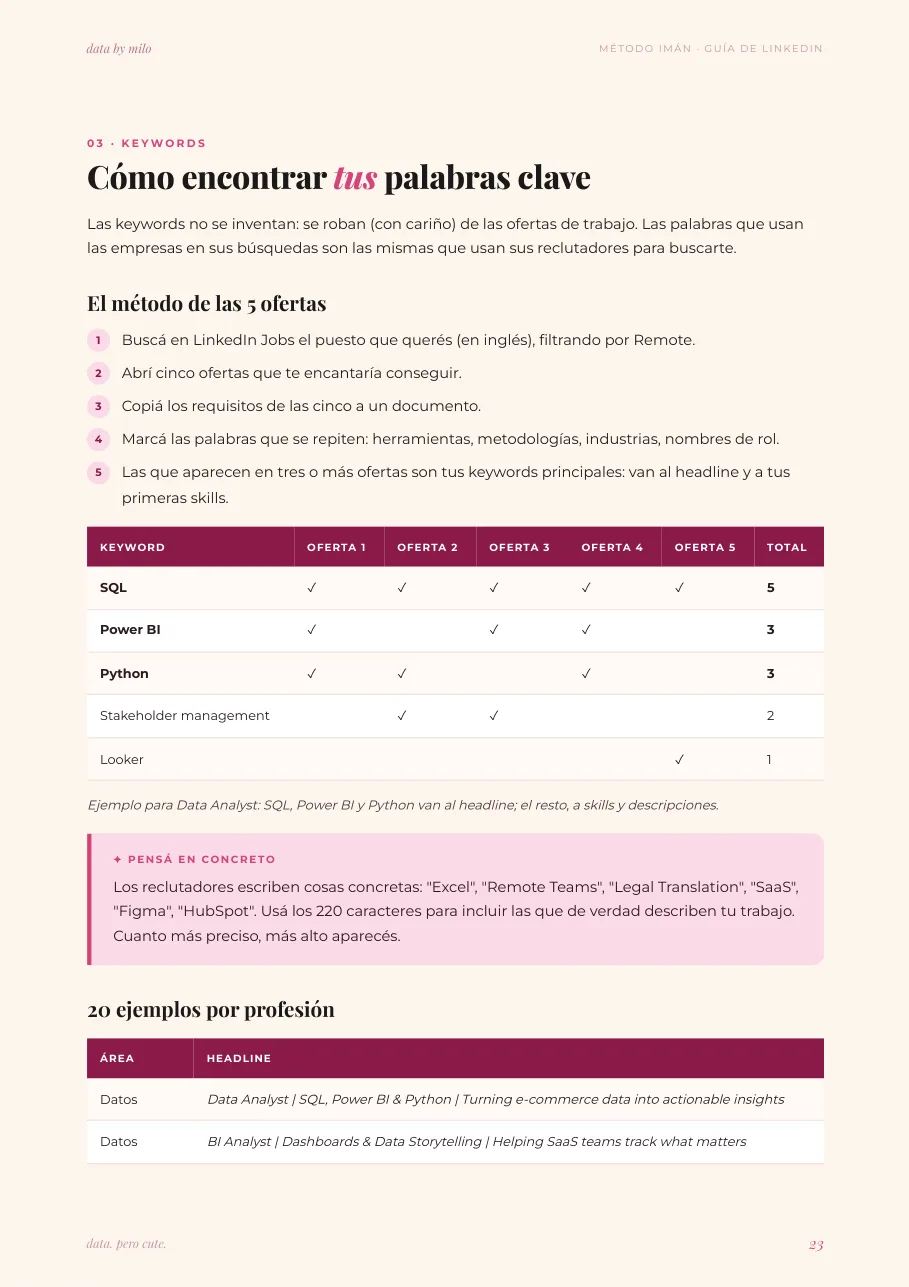 data by milo
MÉTODO IMÁN · GUÍA DE LINKEDIN
03 · KEYWORDS
Cómo encontrar tus palabras clave
Las keywords no se inventan: se roban (con cariño) de las ofertas de trabajo. Las palabras que usan
las empresas en sus búsquedas son las mismas que usan sus reclutadores para buscarte.
El método de las 5 ofertas
1 Buscá en LinkedIn Jobs el puesto que querés (en inglés), filtrando por Remote.
2 Abrí cinco ofertas que te encantaría conseguir.
3 Copiá los requisitos de las cinco a un documento.
4 Marcá las palabras que se repiten: herramientas, metodologías, industrias, nombres de rol.
5 Las que aparecen en tres o más ofertas son tus keywords principales: van al headline y a tus
primeras skills.
KEYWORD OFERTA 1 OFERTA 2 OFERTA 3 OFERTA 4 OFERTA 5 TOTAL
SQL ✓ ✓ ✓ ✓ ✓ 5
Power BI ✓ ✓ ✓ 3
Python ✓ ✓ ✓ 3
Stakeholder management ✓ ✓ 2
Looker ✓ 1
Ejemplo para Data Analyst: SQL, Power BI y Python van al headline; el resto, a skills y descripciones.
✦ PENSÁ EN CONCRETO
Los reclutadores escriben cosas concretas: "Excel", "Remote Teams", "Legal Translation", "SaaS",
"Figma", "HubSpot". Usá los 220 caracteres para incluir las que de verdad describen tu trabajo.
Cuanto más preciso, más alto aparecés.
20 ejemplos por profesión
ÁREA HEADLINE
Datos Data Analyst | SQL, Power BI & Python | Turning e-commerce data into actionable insights
Datos BI Analyst | Dashboards & Data Storytelling | Helping SaaS teams track what matters
data. pero cute.
23